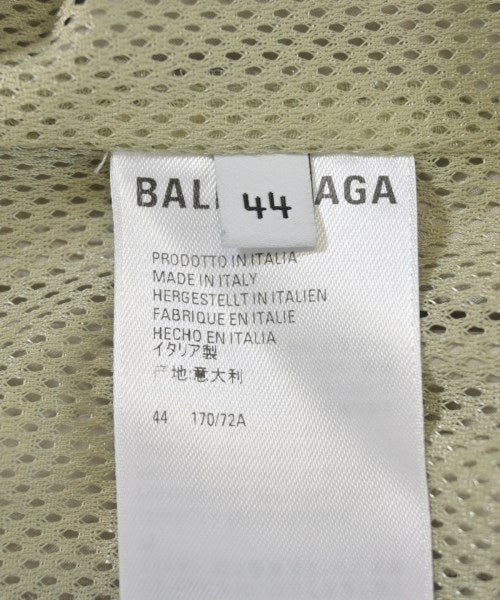 BAL AGA
44
PRODOTTO IN ITALIA
MADE IN ITALY
HERGESTELLT IN ITALIEN
FABRIQUE EN ITALIE
HECHO EN ITALIA
イタリア製
产地:意大利
44 170/72A